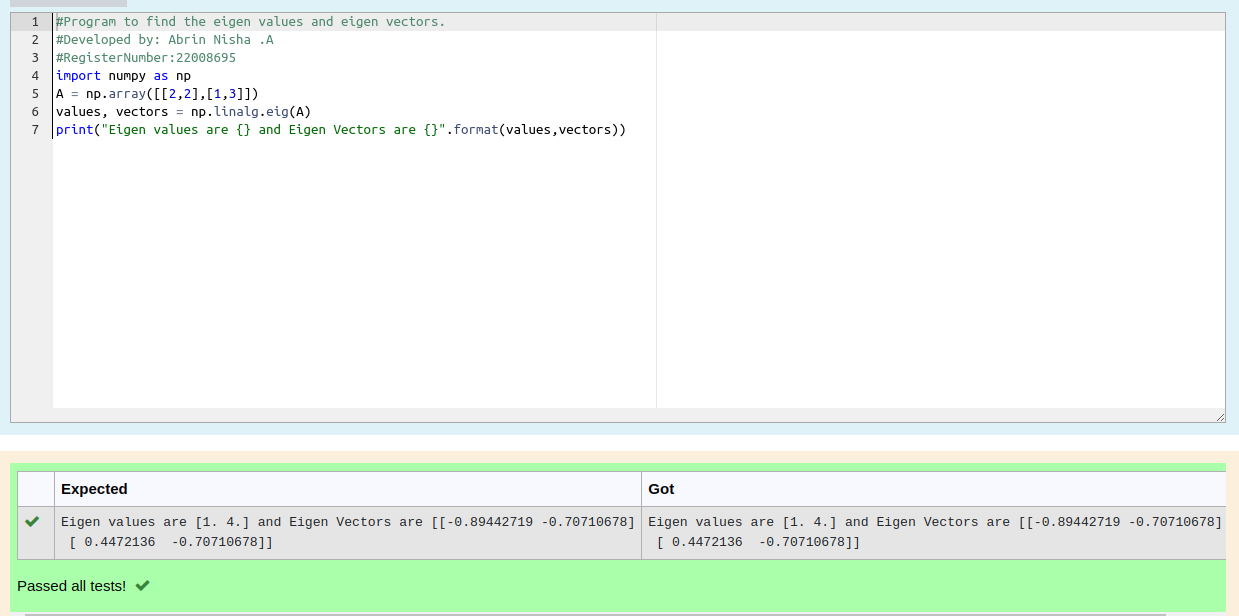 1 #Program to find the eigen values and eigen vectors.
2 #Developed by: Abrin Nisha .A
3 #RegisterNumber:22008695
4 import numpy as np
5 A = np.array([[2,2],[1,3]])
6 values, vectors = np.linalg.eig(A)
7 print("Eigen values are {} and Eigen Vectors are {}".format(values,vectors))
Expected Got
Eigen values are [1. 4.] and Eigen Vectors are [[-0.89442719 -0.70710678] Eigen values are [1. 4.] and Eigen Vectors are [[-0.89442719 -0.70710678]
[ 0.4472136  -0.70710678]] [ 0.4472136  -0.70710678]]
Passed all tests!